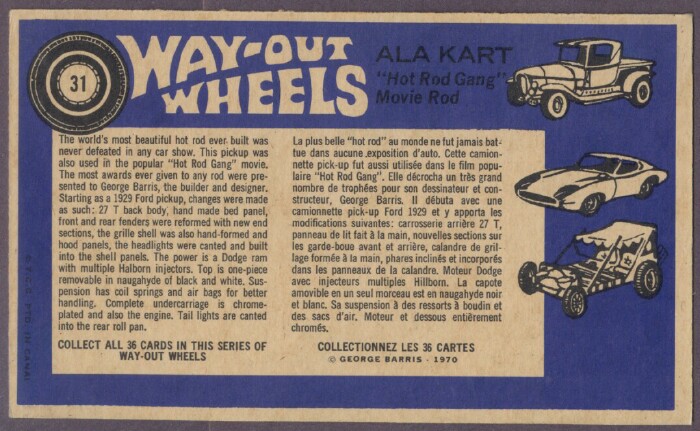 31
WAY-OUT
WHEELS
ALA KART
"Hot Rod Gang"
Movie Rod
The world's most beautiful hot rod ever built was
never defeated in any car show. This pickup was
also used in the popular "Hot Rod Gang" movie.
The most awards ever given to any rod were pre-
sented to George Barris, the builder and designer.
Starting as a 1929 Ford pickup, changes were made
as such: 27 T back body, hand made bed panel,
front and rear fenders were reformed with new end
sections, the grille shell was also hand-formed and
hood panels, the headlights were canted and built
into the shell panels. The power is a Dodge ram
with multiple Halborn injectors. Top is one-piece
removable in naugahyde of black and white. Sus-
pension has coil springs and air bags for better
handling. Complete undercarriage is chrome-
plated and also the engine. Tail lights are canted
into the rear roll pan.
COLLECT ALL 36 CARDS IN THIS SERIES OF
WAY-OUT WHEELS
La plus belle "hot rod" au monde ne fut jamais bat-
tue dans aucune exposition d'auto. Cette camion-
nette pick-up fut aussi utilisée dans le film popu-
laire "Hot Rod Gang". Elle décrocha un très grand
nombre de trophées pour son dessinateur et con-
structeur, George Barris. Il débuta avec une
camionnette pick-up Ford 1929 et y apporta les
modifications suivantes: carrosserie arrière 27 T,
panneau de lit fait à la main, nouvelles sections sur
les garde-boue avant et arrière, calandre de gril-
lage formée à la main, phares inclinés et incorporés
dans les panneaux de la calandre. Moteur Dodge
avec injecteurs multiples Hillborn. La capote
amovible en un seul morceau est en naugahyde noir
et blanc. Sa suspension à des ressorts à boudin et
des sacs d'air. Moteur et dessous entièrement
chromés.
COLLECTIONNEZ LES 36 CARTES
© GEORGE BARRIS - 1970